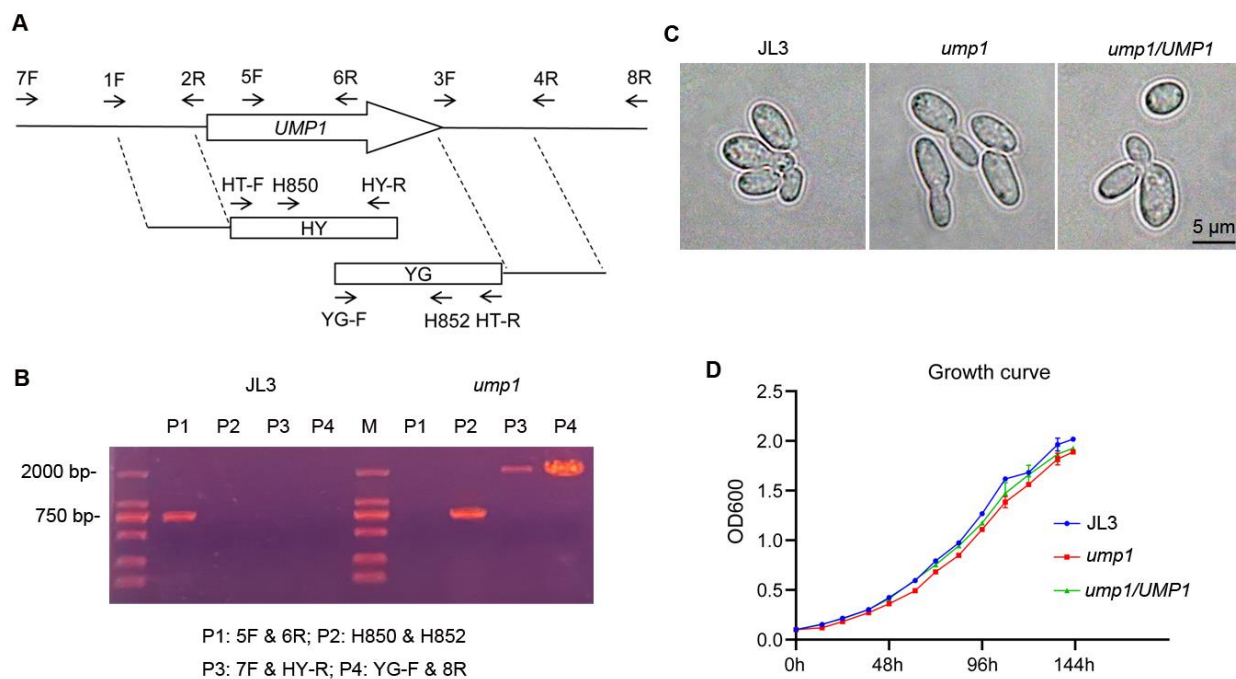 A
7F 1F 2R 5F 6R 3F 4R 8R
UMP1
HT-F H850 HY-R
HY
YG
YG-F H852 HT-R
B
JL3 ump1
P1 P2 P3 P4 M P1 P2 P3 P4
2000 bp-
750 bp-
P1: 5F & 6R; P2: H850 & H852
P3: 7F & HY-R; P4: YG-F & 8R
C
JL3 ump1 ump1/UMP1
5 µm
D
Growth curve
OD600
2.5
2.0
1.5
1.0
0.5
0.0
0h 48h 96h 144h
JL3
ump1
ump1/UMP1